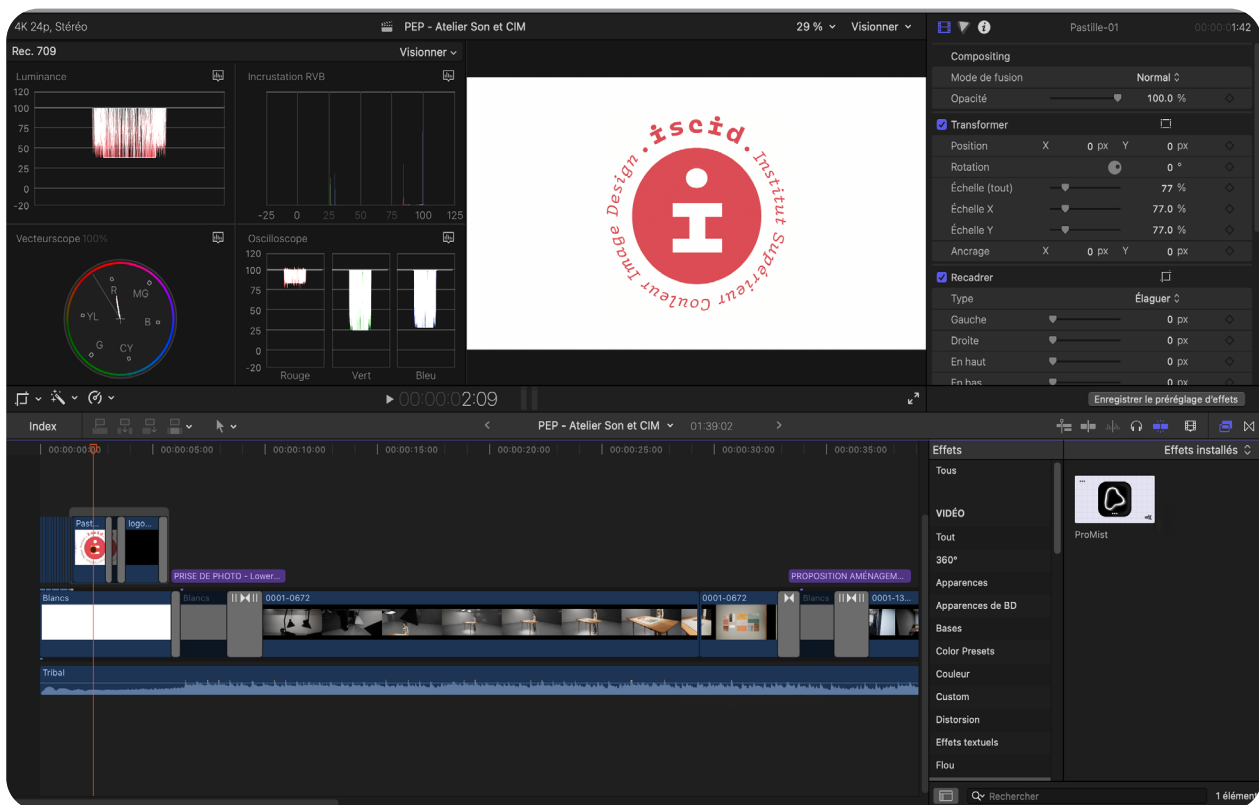 4K 24p, Stéréo
PEP - Atelier Son et CIM
29 %
Visionner
Rec. 709
Visionner
Luminance
120
100
75
50
25
0
-20
Incrustation RVB
-25 0 25 50 75 100 125
Vecteurscope 100%
R
MG
B
CY
G
YL
Oscilloscope
120
100
75
50
25
0
-20
Rouge
Vert
Bleu
.iscid.
Institut Supérieur Couleur Image Design
Pastille-01
00:00:01:42
Compositing
Mode de fusion Normal
Opacité 100.0 %
Transformer
Position X 0 px Y 0 px
Rotation 0 °
Échelle (tout) 77 %
Échelle X 77.0 %
Échelle Y 77.0 %
Ancrage X 0 px Y 0 px
Recadrer
Type Élaguer
Gauche 0 px
Droite 0 px
En haut 0 px
En bas 0 px
00:00:00:02:09
Enregistrer le préréglage d'effets
Index
PEP - Atelier Son et CIM
01:39:02
00:00:00:00
00:00:05:00
00:00:10:00
00:00:15:00
00:00:20:00
00:00:25:00
00:00:30:00
00:00:35:00
Past...
logo...
PRISE DE PHOTO - Lower...
PROPOSITION AMÉNAGEM...
Blancs
Blancs
0001-0672
0001-0672
Blancs
0001-13...
Tribal
Effets
Effets installés
Tous
VIDÉO
Tout
360°
Apparences
Apparences de BD
Bases
Color Presets
Couleur
Custom
Distorsion
Effets textuels
Flou
ProMist
Rechercher
1 élément